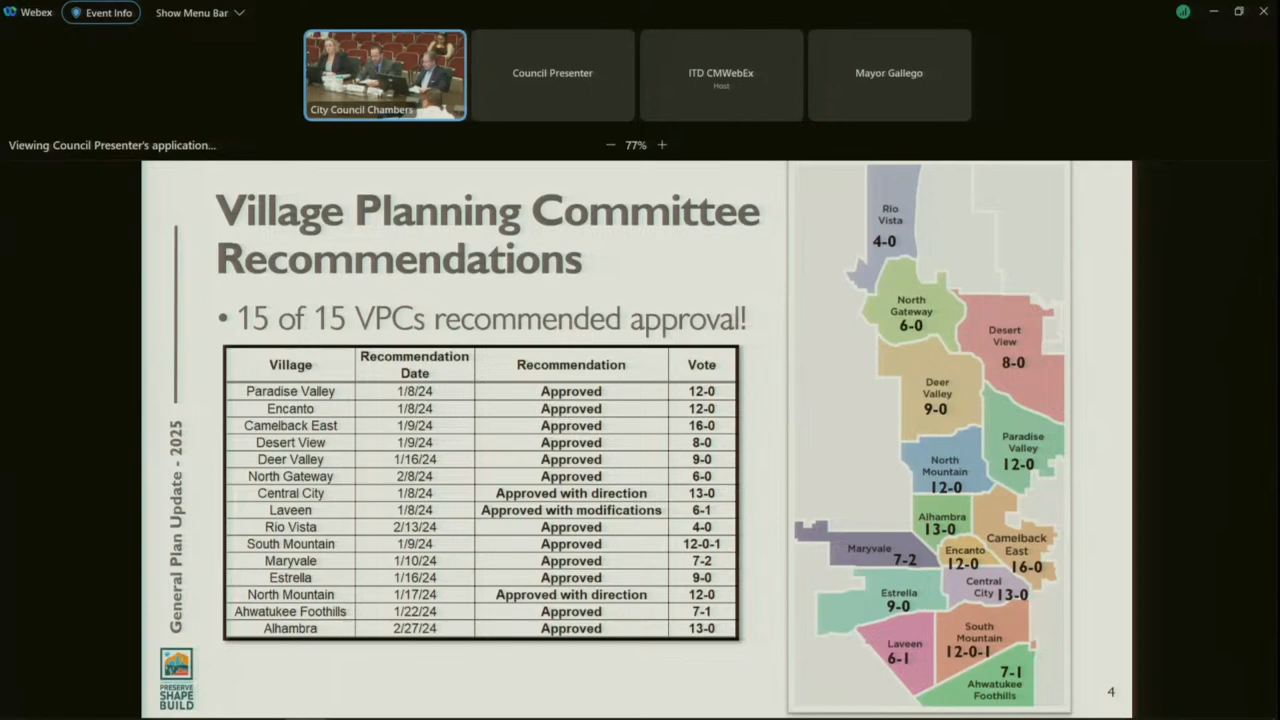 Webex
Event Info
Show Menu Bar
City Council Chambers
Council Presenter
ITD CMWebEx
Host
Mayor Gallego
Viewing Council Presenter's application...
77%
General Plan Update - 2025
PRESERVE
SHAPE
BUILD
Village Planning Committee
Recommendations
• 15 of 15 VPCs recommended approval!
Village Recommendation Date Recommendation Vote
Paradise Valley 1/8/24 Approved 12-0
Encanto 1/8/24 Approved 12-0
Camelback East 1/9/24 Approved 16-0
Desert View 1/9/24 Approved 8-0
Deer Valley 1/16/24 Approved 9-0
North Gateway 2/8/24 Approved 6-0
Central City 1/8/24 Approved with direction 13-0
Laveen 1/8/24 Approved with modifications 6-1
Rio Vista 2/13/24 Approved 4-0
South Mountain 1/9/24 Approved 12-0-1
Maryvale 1/10/24 Approved 7-2
Estrella 1/16/24 Approved 9-0
North Mountain 1/17/24 Approved with direction 12-0
Ahwatukee Foothills 1/22/24 Approved 7-1
Alhambra 2/27/24 Approved 13-0
Rio
Vista
4-0
North
Gateway
6-0
Desert
View
8-0
Deer
Valley
9-0
Paradise
Valley
12-0
North
Mountain
12-0
Alhambra
13-0
Camelback
East
16-0
Maryvale 7-2
Encanto
12-0
Central
City 13-0
Estrella
9-0
South
Mountain
12-0-1
Laveen
6-1
7-1
Ahwatukee
Foothills
4